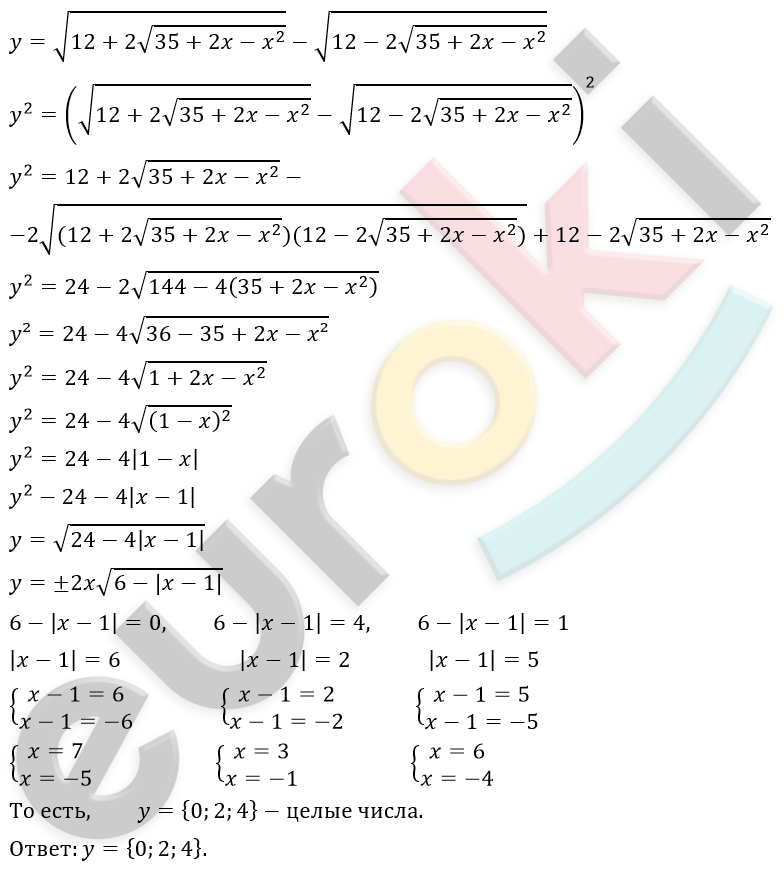 y = √(12 + 2√(35 + 2x − x²)) − √(12 − 2√(35 + 2x − x²))
y² = (√(12 + 2√(35 + 2x − x²)) − √(12 − 2√(35 + 2x − x²)))²
y² = 12 + 2√(35 + 2x − x²) −
−2√((12 + 2√(35 + 2x − x²))(12 − 2√(35 + 2x − x²))) + 12 − 2√(35 + 2x − x²)
y² = 24 − 2√(144 − 4(35 + 2x − x²))
y² = 24 − 4√(36 − 35 + 2x − x²)
y² = 24 − 4√(1 + 2x − x²)
y² = 24 − 4√((1 − x)²)
y² = 24 − 4|1 − x|
y² − 24 − 4|x − 1|
y = √(24 − 4|x − 1|)
y = ±2x√(6 − |x − 1|)
6 − |x − 1| = 0, 6 − |x − 1| = 4, 6 − |x − 1| = 1
|x − 1| = 6 |x − 1| = 2 |x − 1| = 5
{ x − 1 = 6 { x − 1 = 2 { x − 1 = 5
x − 1 = −6 x − 1 = −2 x − 1 = −5
{ x = 7 { x = 3 { x = 6
x = −5 x = −1 x = −4
То есть, y = {0; 2; 4} − целые числа.
Ответ: y = {0; 2; 4}.
euroki